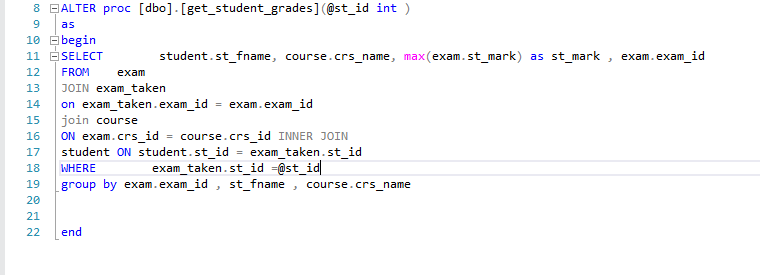 8 ALTER proc [dbo].[get_student_grades](@st_id int )
9 as
10 begin
11 SELECT student.st_fname, course.crs_name, max(exam.st_mark) as st_mark , exam.exam_id
12 FROM exam
13 JOIN exam_taken
14 on exam_taken.exam_id = exam.exam_id
15 join course
16 ON exam.crs_id = course.crs_id INNER JOIN
17 student ON student.st_id = exam_taken.st_id
18 WHERE exam_taken.st_id =@st_id
19 group by exam.exam_id , st_fname , course.crs_name
20
21
22 end